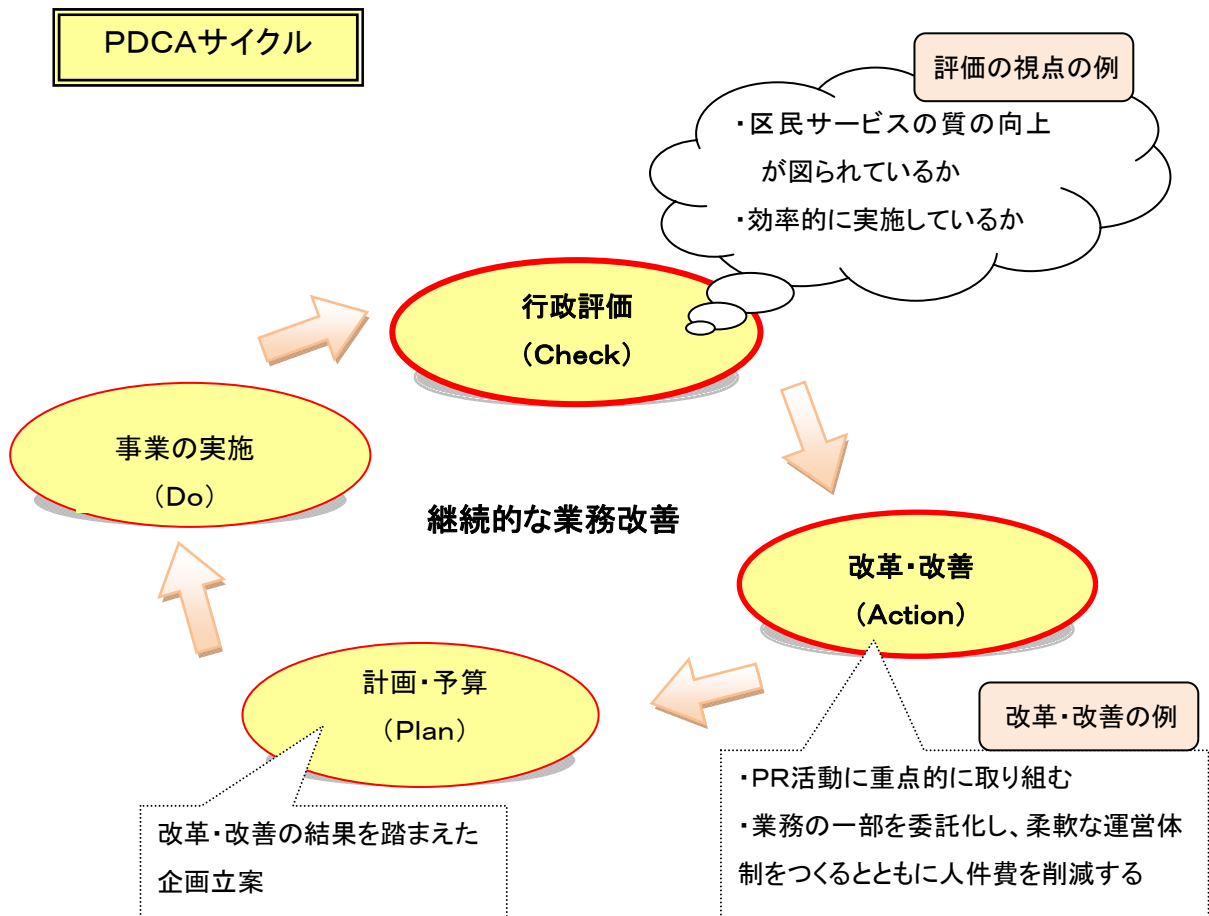 PDCAサイクル
評価の視点の例
・区民サービスの質の向上
が図られているか
・効率的に実施しているか
行政評価
（Check）
事業の実施
（Do）
継続的な業務改善
改革・改善
（Action）
計画・予算
（Plan）
改革・改善の例
・PR活動に重点的に取り組む
・業務の一部を委託化し、柔軟な運営体
制をつくるとともに人件費を削減する
改革・改善の結果を踏まえた
企画立案